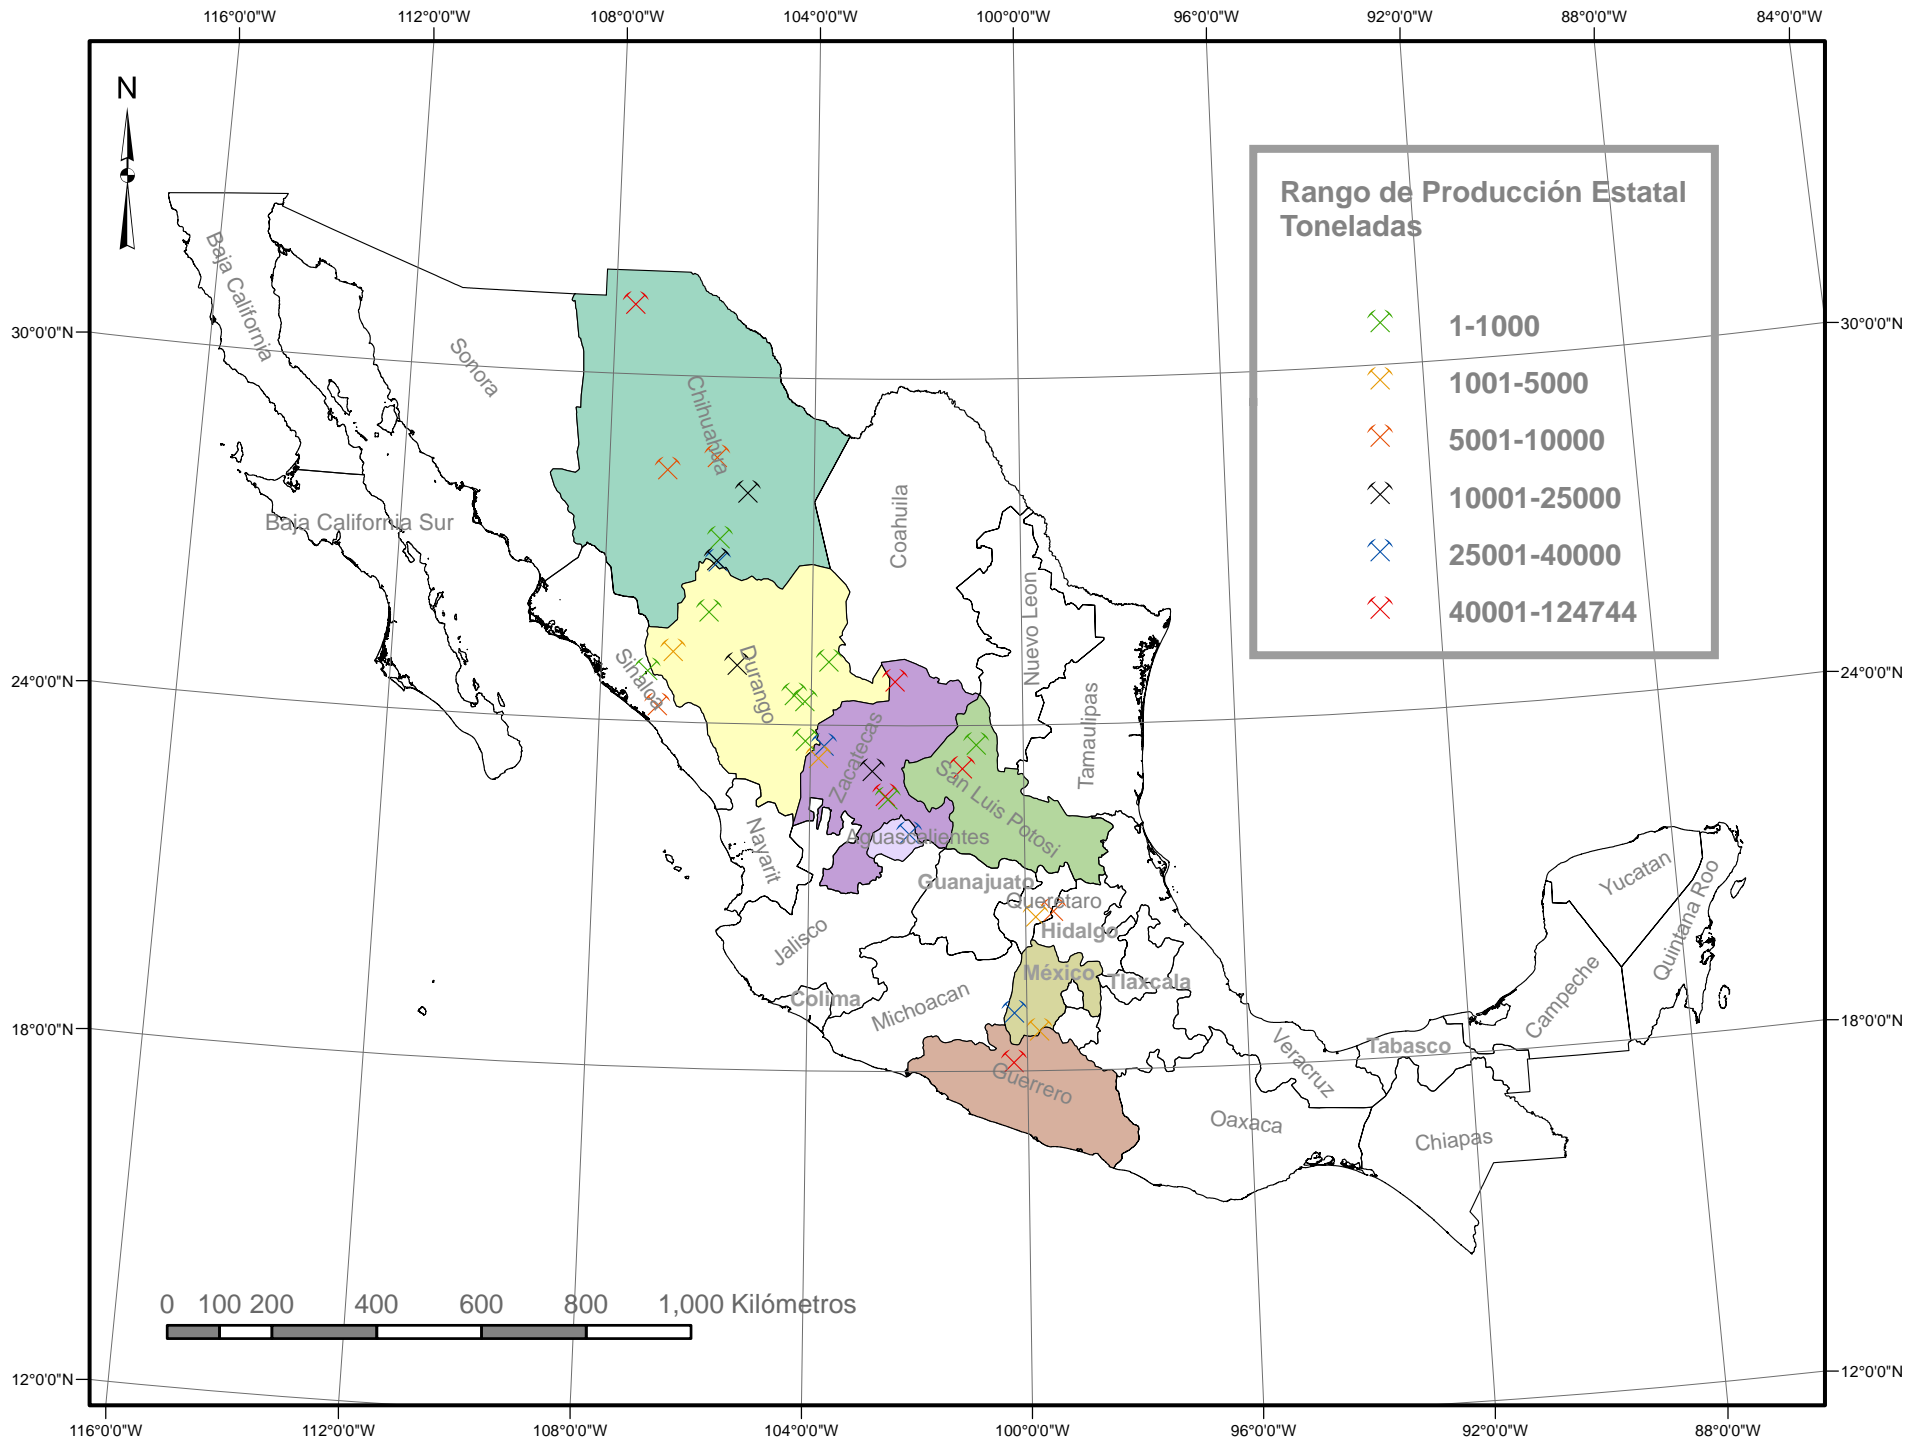 116°0'0"W 112°0'0"W 108°0'0"W 104°0'0"W 100°0'0"W 96°0'0"W 92°0'0"W 88°0'0"W 84°0'0"W
N
Rango de Producción Estatal
Toneladas
1-1000
1001-5000
5001-10000
10001-25000
25001-40000
40001-124744
30°0'0"N
30°0'0"N
24°0'0"N
24°0'0"N
18°0'0"N
18°0'0"N
12°0'0"N
12°0'0"N
Baja California
Sonora
Chihuahua
Baja California Sur
Coahuila
Nuevo Leon
Sinaloa
Durango
Tamaulipas
Zacatecas
San Luis Potosi
Nayarit
Aguascalientes
Guanajuato
Queretaro
Hidalgo
Jalisco
México
Tlaxcala
Colima
Michoacan
Guerrero
Veracruz
Tabasco
Oaxaca
Chiapas
Campeche
Yucatan
Quintana Roo
0 100 200 400 600 800 1,000 Kilómetros
116°0'0"W 112°0'0"W 108°0'0"W 104°0'0"W 100°0'0"W 96°0'0"W 92°0'0"W 88°0'0"W